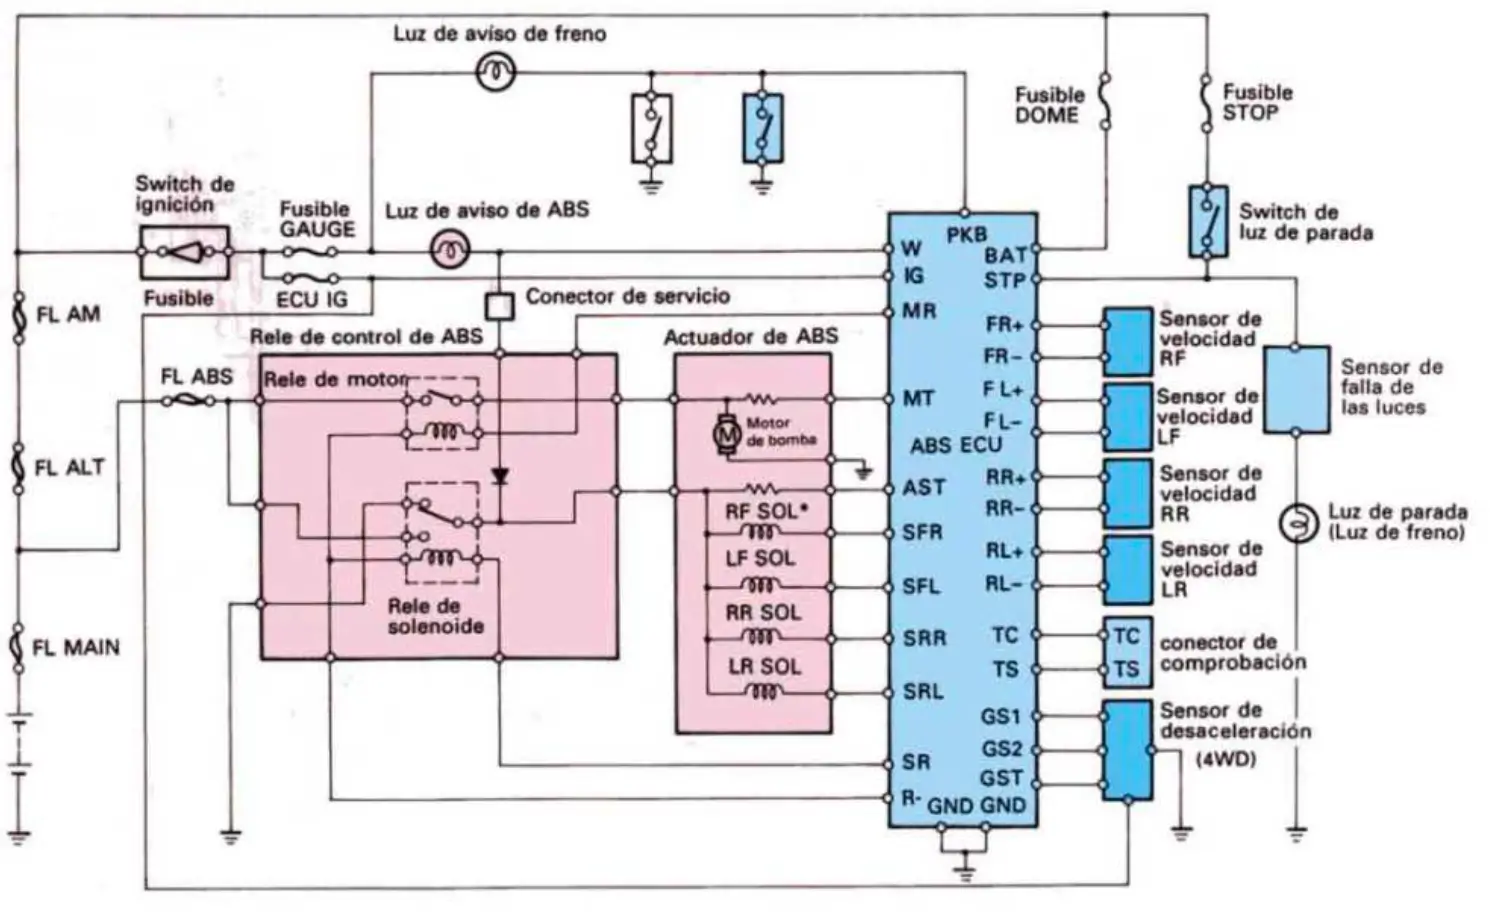 Luz de aviso de freno
Fusible
DOME
Fusible
STOP
Switch de
ignición
Fusible
GAUGE
Luz de aviso de ABS
Switch de
luz de parada
Fusible
ECU IG
Conector de servicio
FL AM
Rele de control de ABS
Actuador de ABS
FL ABS
Rele de motor
Motor
de bomba
M
FL ALT
RF SOL*
LF SOL
RR SOL
LR SOL
Rele de
solenoide
FL MAIN
PKB
W
IG
MR
MT
ABS ECU
AST
SFR
SFL
SRR
SRL
SR
R-
BAT
STP
FR+
FR-
FL+
FL-
RR+
RR-
RL+
RL-
TC
TS
GS1
GS2
GST
GND GND
Sensor de
velocidad
RF
Sensor de
velocidad
LF
Sensor de
velocidad
RR
Sensor de
velocidad
LR
TC
TS
conector de
comprobación
Sensor de
desaceleración
(4WD)
Sensor de
falla de
las luces
Luz de parada
(Luz de freno)